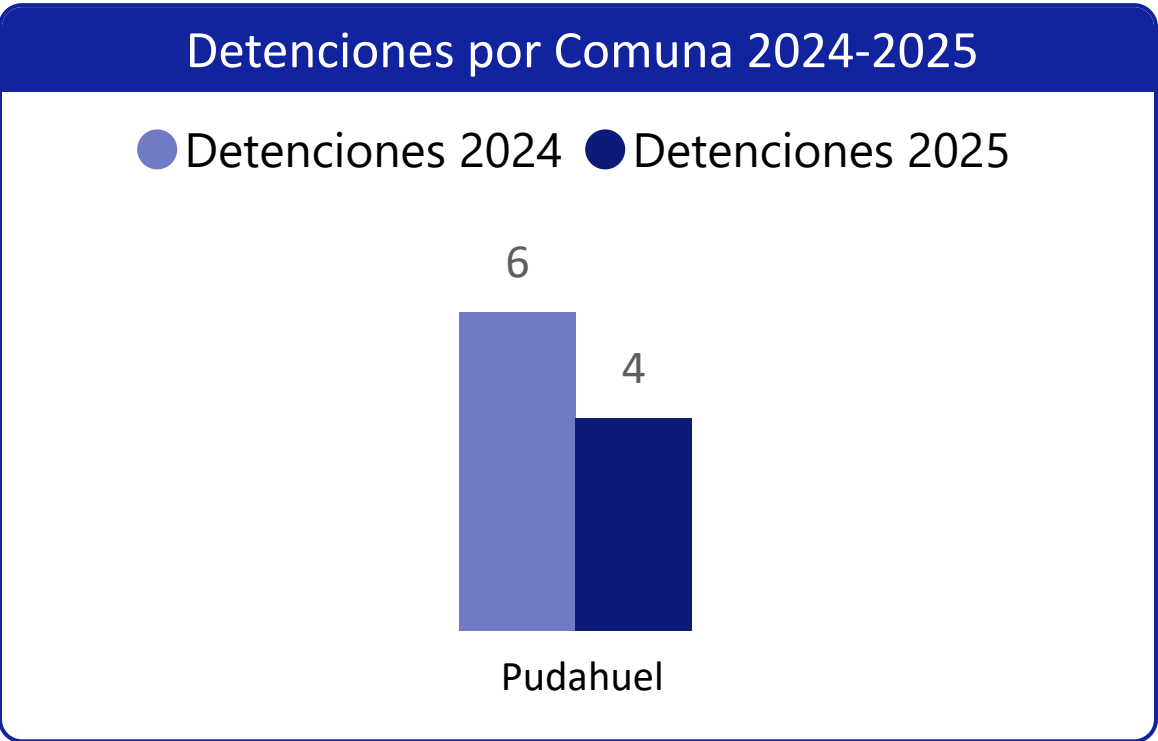 Detenciones por Comuna 2024-2025
Detenciones 2024 Detenciones 2025
6
4
Pudahuel